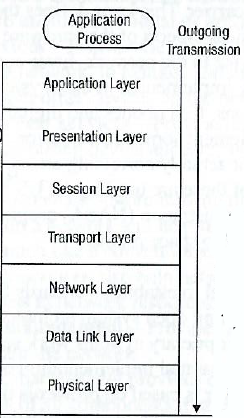 Application
Process
Outgoing
Transmission
Application Layer
Presentation Layer
Session Layer
Transport Layer
Network Layer
Data Link Layer
Physical Layer